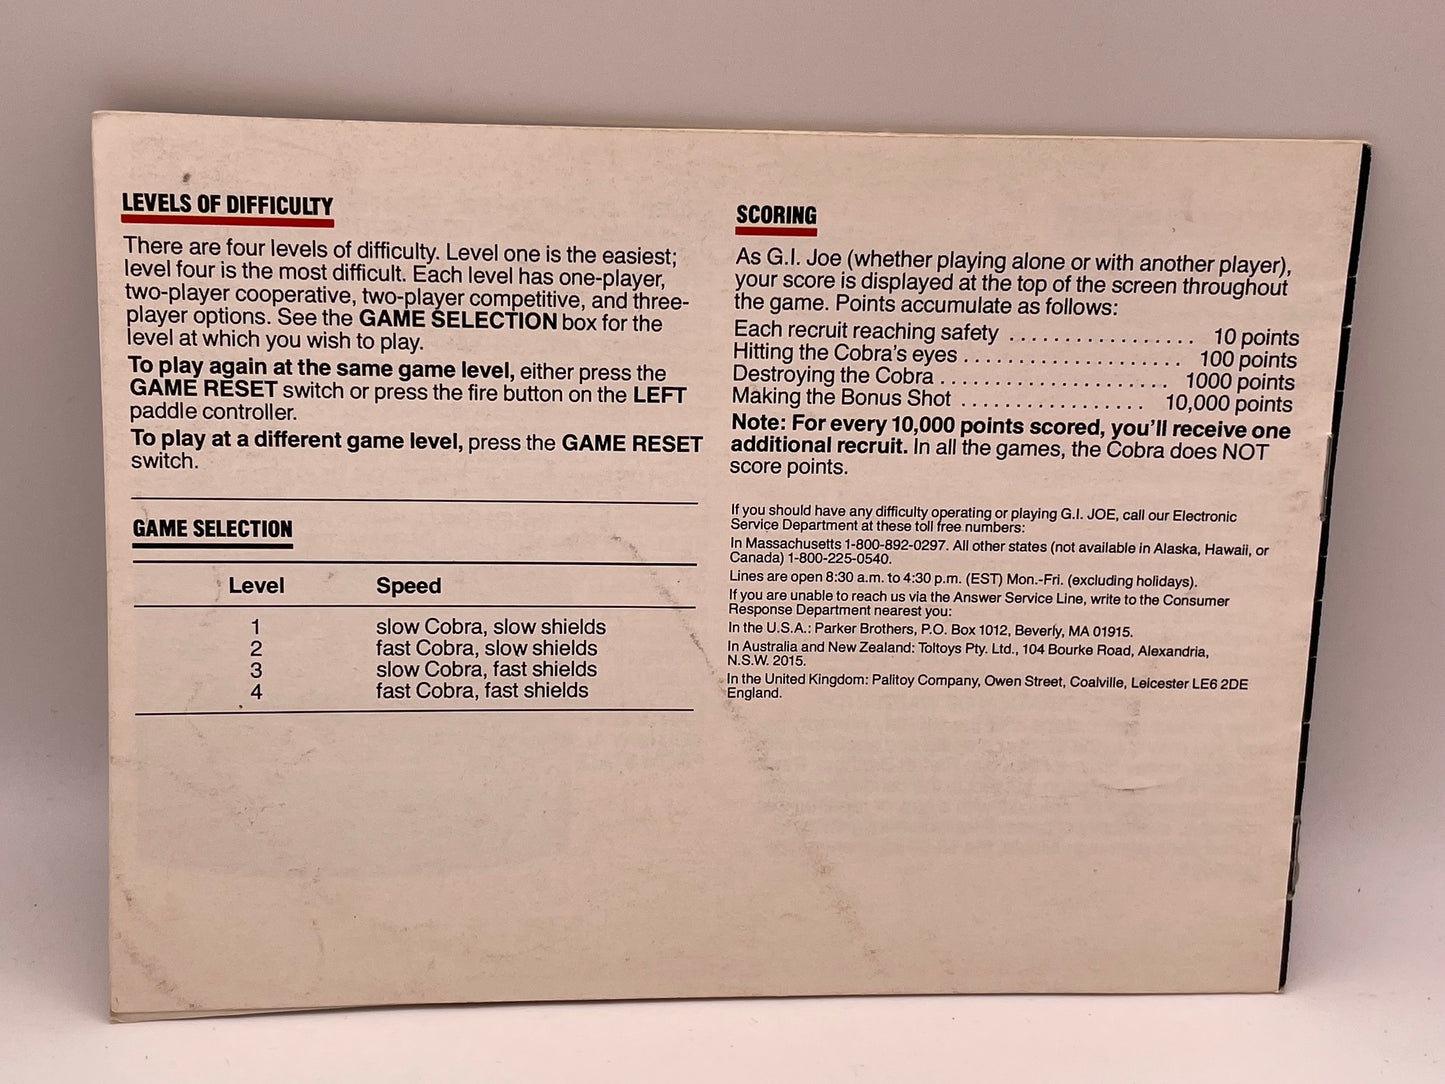 LEVELS OF DIFFICULTY
There are four levels of difficulty. Level one is the easiest;
level four is the most difficult. Each level has one-player,
two-player cooperative, two-player competitive, and three-
player options. See the GAME SELECTION box for the
level at which you wish to play.
To play again at the same game level, either press the
GAME RESET switch or press the fire button on the LEFT
paddle controller.
To play at a different game level, press the GAME RESET
switch.
GAME SELECTION
Level Speed
1 slow Cobra, slow shields
2 fast Cobra, slow shields
3 slow Cobra, fast shields
4 fast Cobra, fast shields
SCORING
As G.I. Joe (whether playing alone or with another player),
your score is displayed at the top of the screen throughout
the game. Points accumulate as follows:
Each recruit reaching safety . . . . . . . . . . . . . . . . . 10 points
Hitting the Cobra's eyes . . . . . . . . . . . . . . . . . . . . 100 points
Destroying the Cobra . . . . . . . . . . . . . . . . . . . . . 1000 points
Making the Bonus Shot . . . . . . . . . . . . . . . . . 10,000 points
Note: For every 10,000 points scored, you'll receive one
additional recruit. In all the games, the Cobra does NOT
score points.
If you should have any difficulty operating or playing G.I. JOE, call our Electronic
Service Department at these toll free numbers:
In Massachusetts 1-800-892-0297. All other states (not available in Alaska, Hawaii, or
Canada) 1-800-225-0540.
Lines are open 8:30 a.m. to 4:30 p.m. (EST) Mon.-Fri. (excluding holidays).
If you are unable to reach us via the Answer Service Line, write to the Consumer
Response Department nearest you:
In the U.S.A.: Parker Brothers, P.O. Box 1012, Beverly, MA 01915.
In Australia and New Zealand: Toltoys Pty. Ltd., 104 Bourke Road, Alexandria,
N.S.W. 2015.
In the United Kingdom: Palitoy Company, Owen Street, Coalville, Leicester LE6 2DE
England.